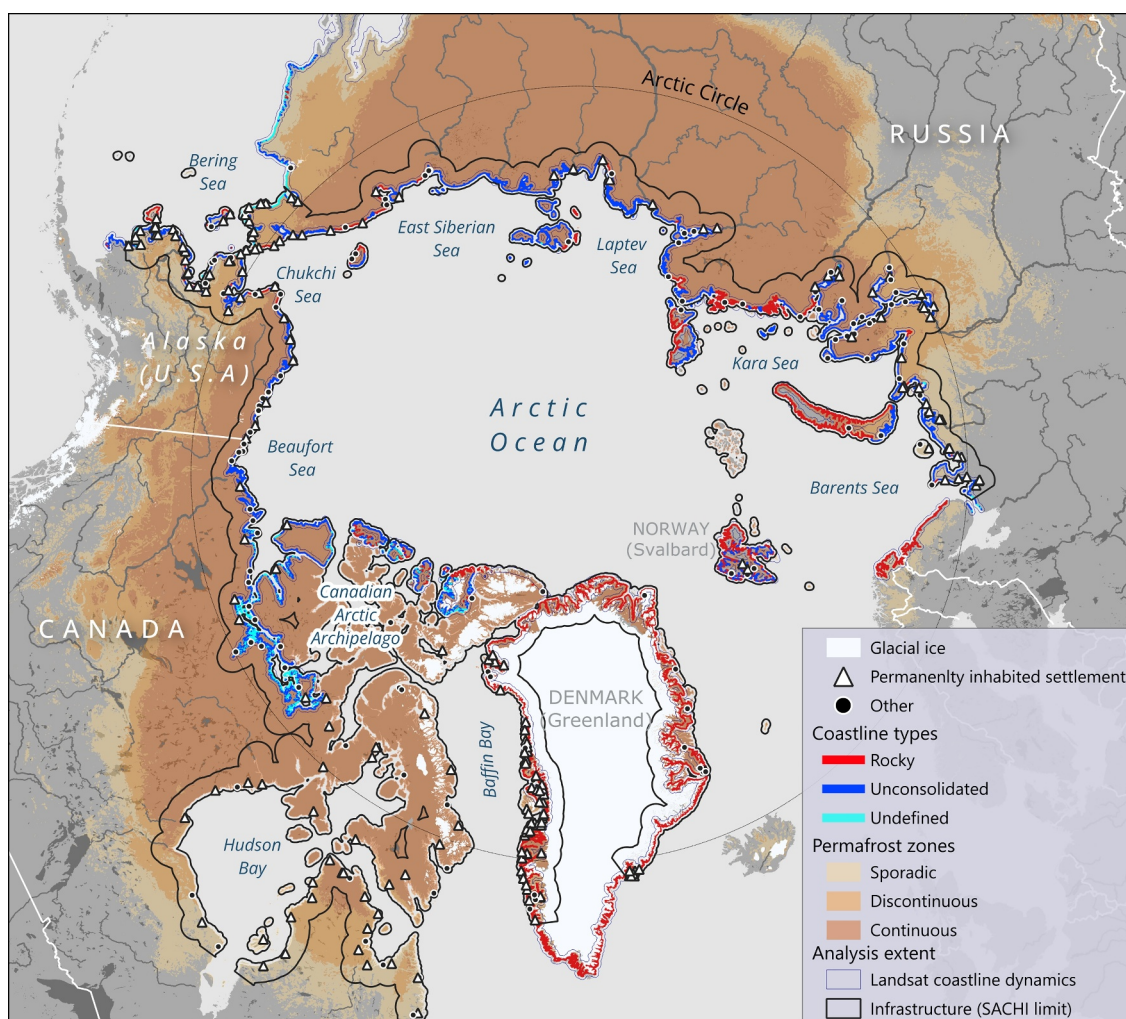 Arctic Circle
RUSSIA
Bering
Sea
East Siberian
Sea
Laptev
Sea
Chukchi
Sea
Alaska
(U.S.A)
Kara Sea
Arctic
Ocean
Beaufort
Sea
Barents Sea
NORWAY
(Svalbard)
Canadian
Arctic
Archipelago
CANADA
DENMARK
(Greenland)
Baffin Bay
Hudson
Bay
Glacial ice
Permanenlty inhabited settlement
Other
Coastline types
Rocky
Unconsolidated
Undefined
Permafrost zones
Sporadic
Discontinuous
Continuous
Analysis extent
Landsat coastline dynamics
Infrastructure (SACHI limit)